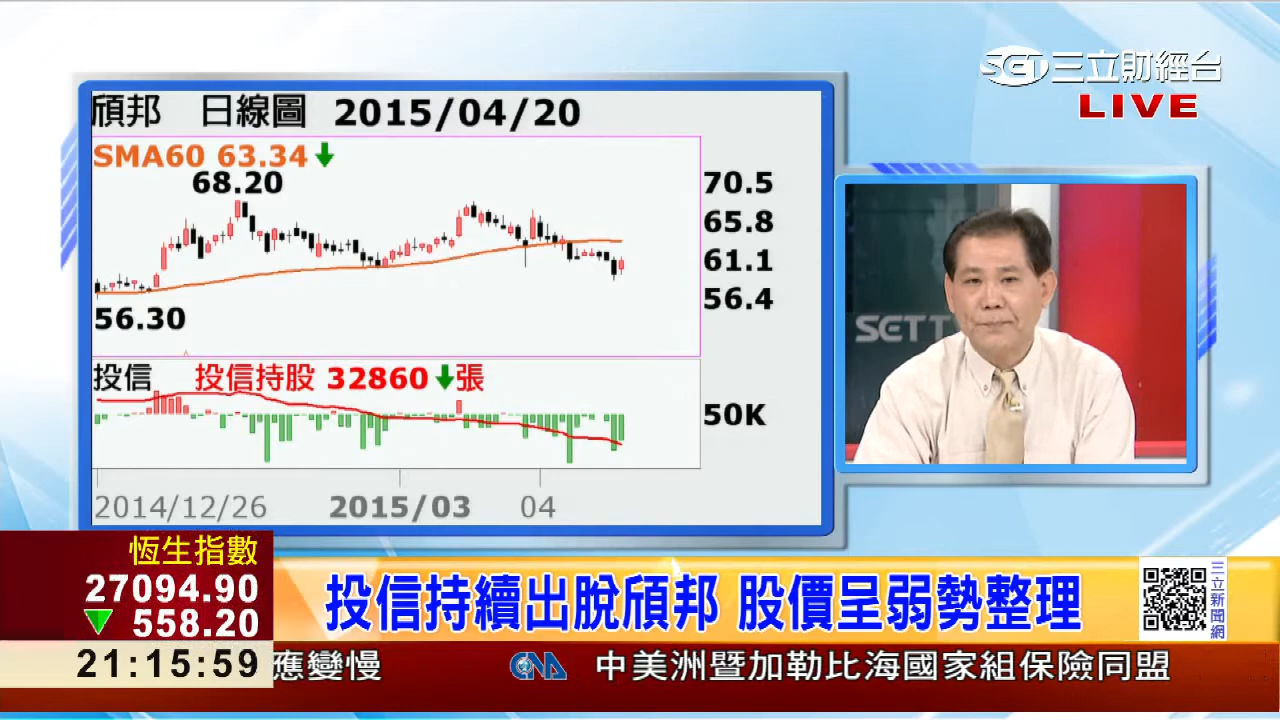 SET 三立財經台
LIVE
頎邦 日線圖 2015/04/20
SMA60 63.34
68.20
70.5
65.8
61.1
56.4
56.30
投信 投信持股 32860 張
50K
2014/12/26 2015/03 04
SETT
恆生指數
27094.90
558.20
21:15:59
投信持續出脫頎邦 股價呈弱勢整理
三立新聞網
應變慢 CNA 中美洲暨加勒比海國家組保險同盟